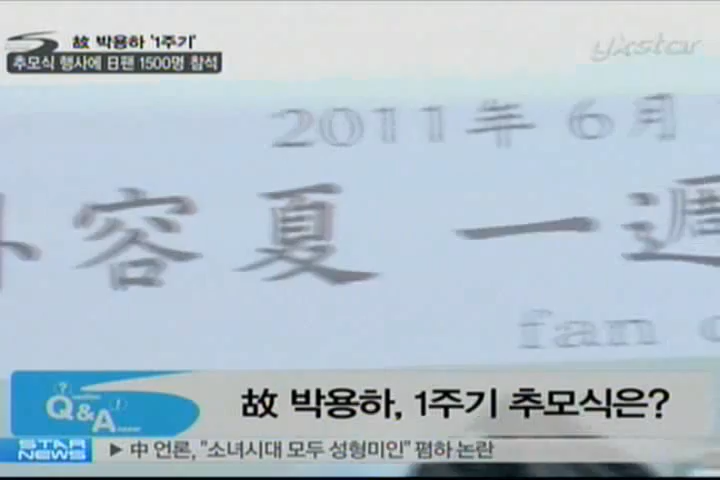 故 박용하 '1주기'
ystar
추모식 행사에 日팬 1500명 참석
2011年 6月
朴容夏 一週
fan
Q&A
故 박용하, 1주기 추모식은?
STAR NEWS
▶ 中 언론, "소녀시대 모두 성형미인" 폄하 논란